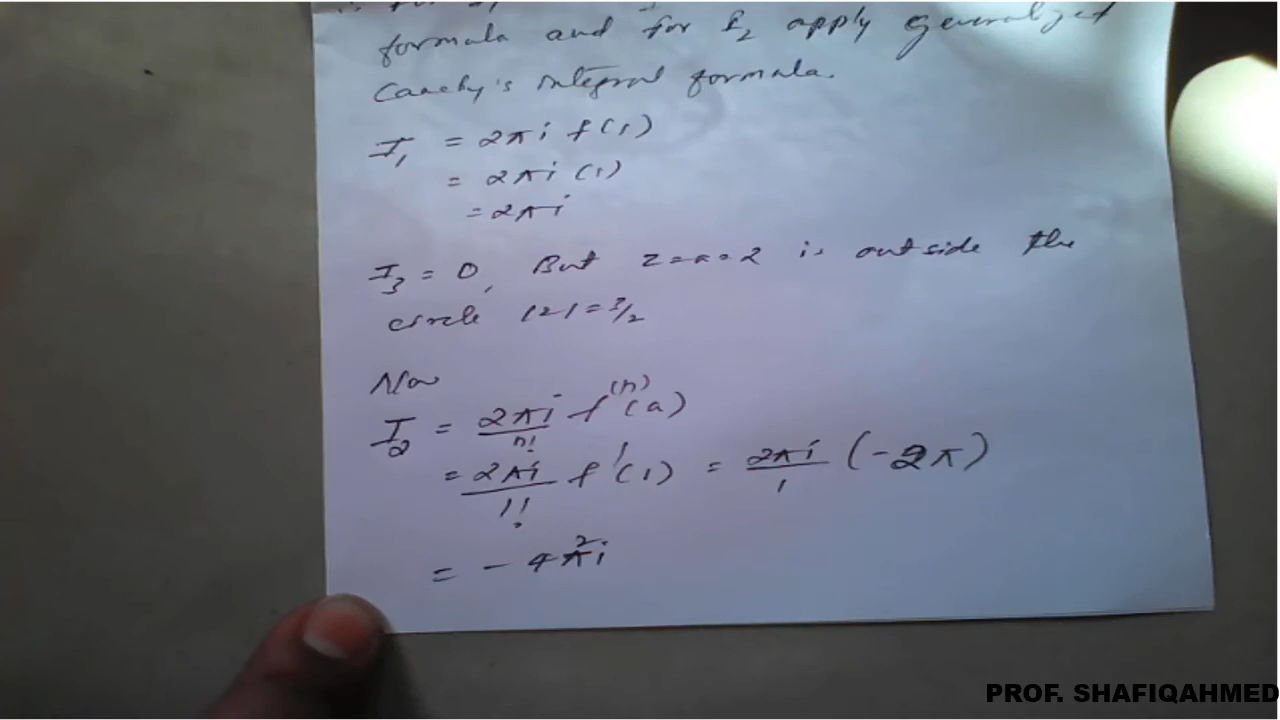 formula and for I₂ apply generalized
Cauchy's integral formula.
I₁ = 2πi f(1)
= 2πi (1)
= 2πi
I₃ = 0, But z=a=2 is outside the
circle |z|=3/2
Now
I₂ = 2πi/n! f⁽ⁿ⁾(a)
= 2πi/1! f'(1) = 2πi/1 (-2π)
= - 4π²i
PROF. SHAFIQAHMED